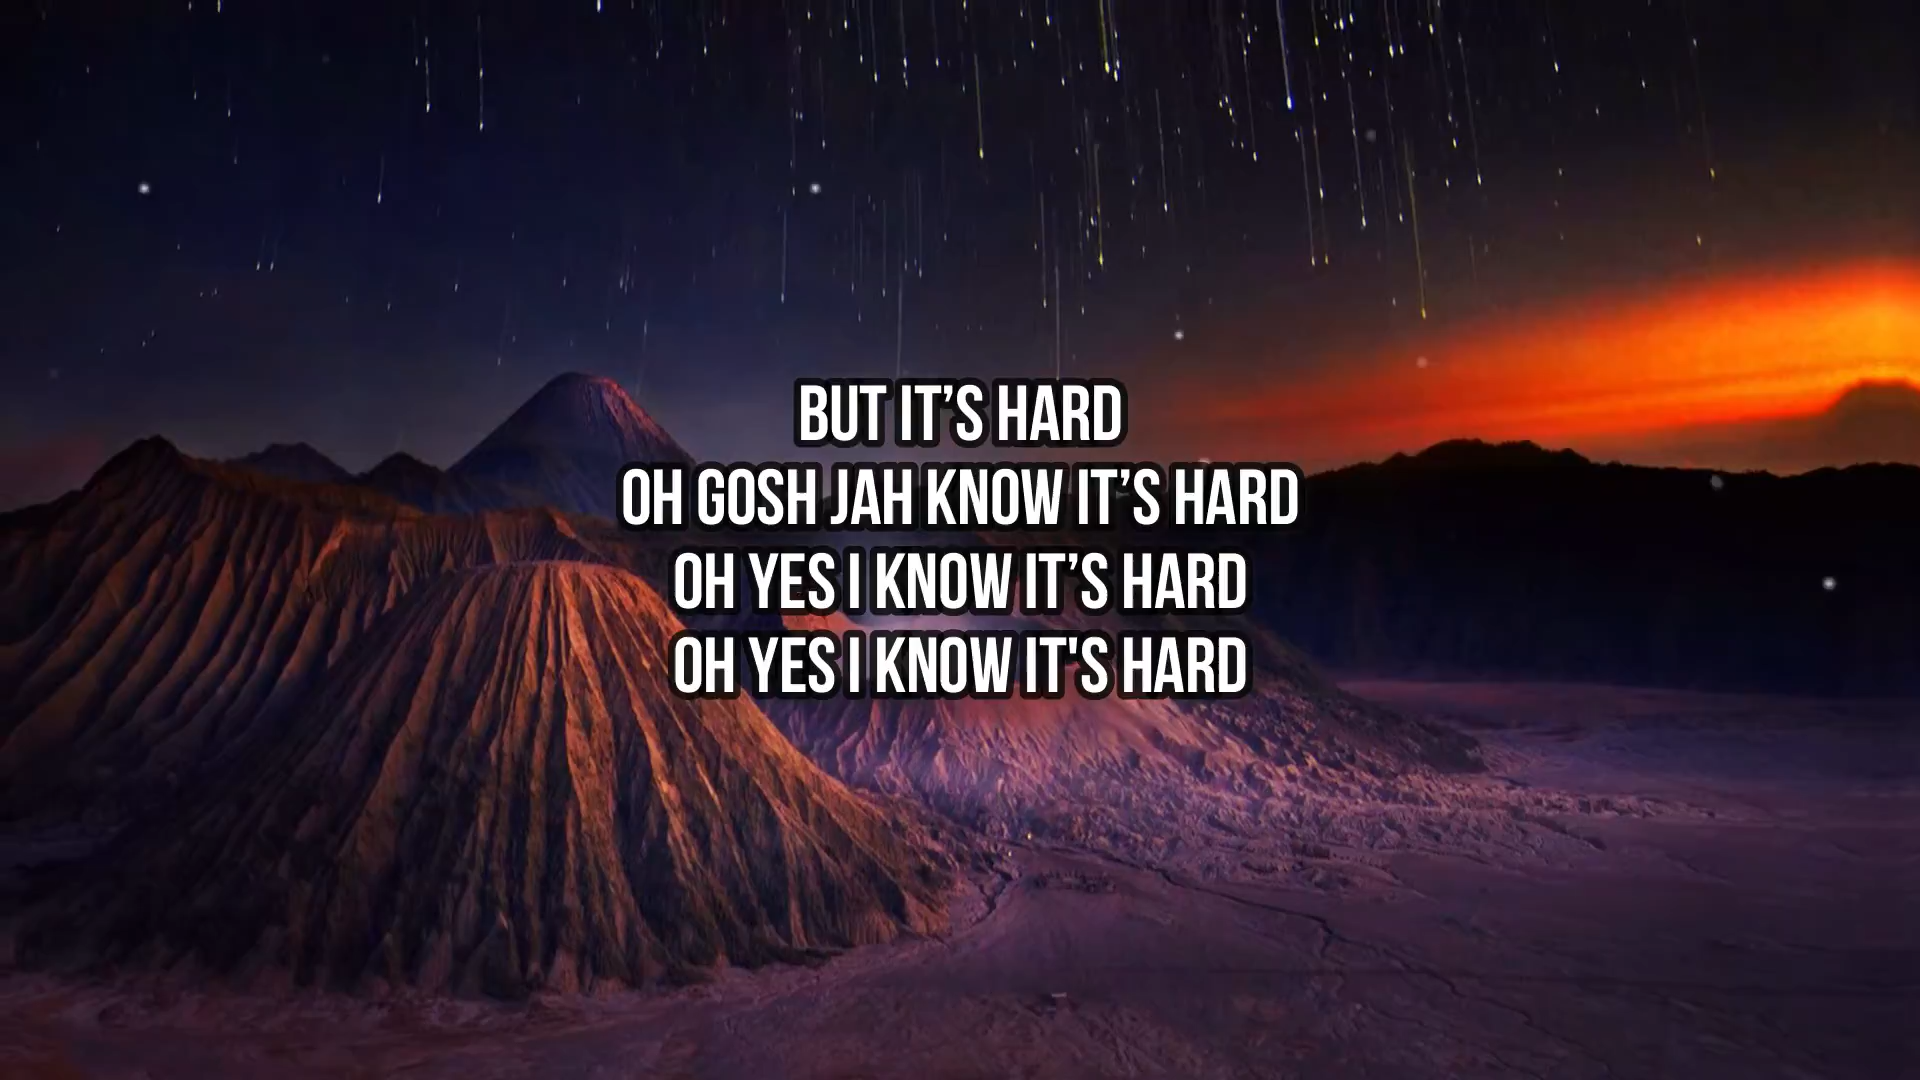 BUT IT’S HARD
OH GOSH JAH KNOW IT’S HARD
OH YES I KNOW IT’S HARD
OH YES I KNOW IT'S HARD